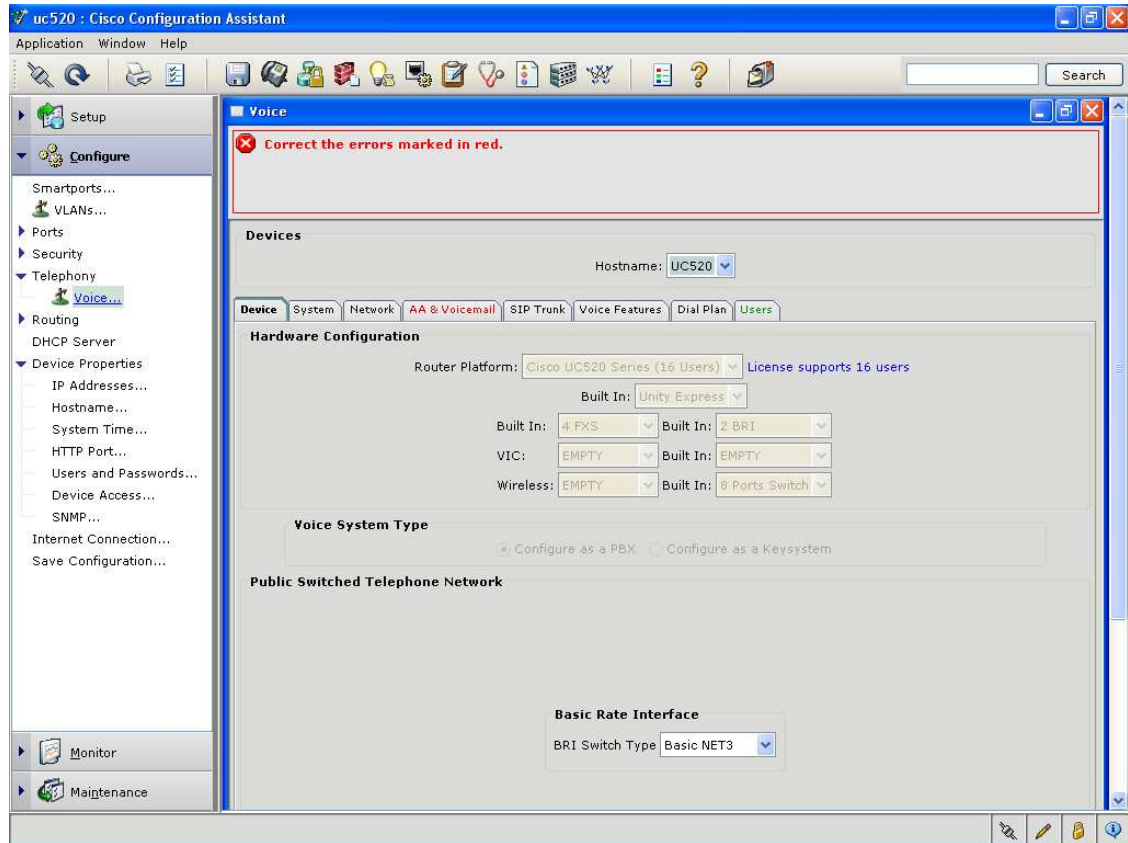 uc520 : Cisco Configuration Assistant
Application Window Help
Search
Setup
Configure
Smartports...
VLANs...
Ports
Security
Telephony
Voice...
Routing
DHCP Server
Device Properties
IP Addresses...
Hostname...
System Time...
HTTP Port...
Users and Passwords...
Device Access...
SNMP...
Internet Connection...
Save Configuration...
Monitor
Maintenance
Voice
Correct the errors marked in red.
Devices
Hostname: UC520
Device System Network AA & Voicemail SIP Trunk Voice Features Dial Plan Users
Hardware Configuration
Router Platform: Cisco UC520 Series (16 Users) License supports 16 users
Built In: Unity Express
Built In: 4 FXS Built In: 2 BRI
VIC: EMPTY Built In: EMPTY
Wireless: EMPTY Built In: 8 Ports Switch
Voice System Type
Configure as a PBX Configure as a Keysystem
Public Switched Telephone Network
Basic Rate Interface
BRI Switch Type Basic NET3